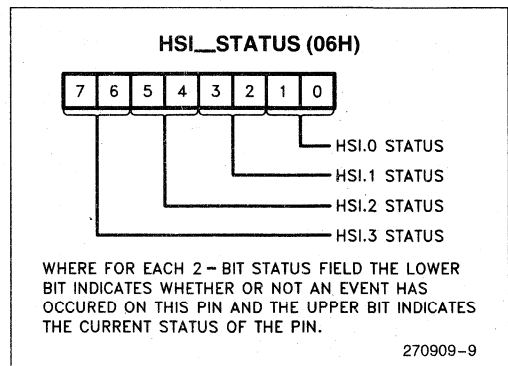 HSI__STATUS (06H)
7 6 5 4 3 2 1 0
HSI.0 STATUS
HSI.1 STATUS
HSI.2 STATUS
HSI.3 STATUS
WHERE FOR EACH 2-BIT STATUS FIELD THE LOWER
BIT INDICATES WHETHER OR NOT AN EVENT HAS
OCCURED ON THIS PIN AND THE UPPER BIT INDICATES
THE CURRENT STATUS OF THE PIN.
270909-9